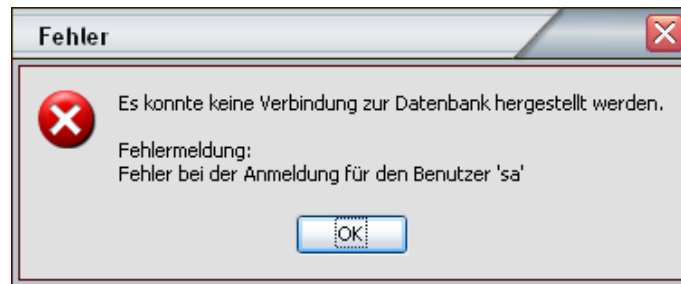 Fehler
Es konnte keine Verbindung zur Datenbank hergestellt werden.
Fehlermeldung:
Fehler bei der Anmeldung für den Benutzer 'sa'
OK